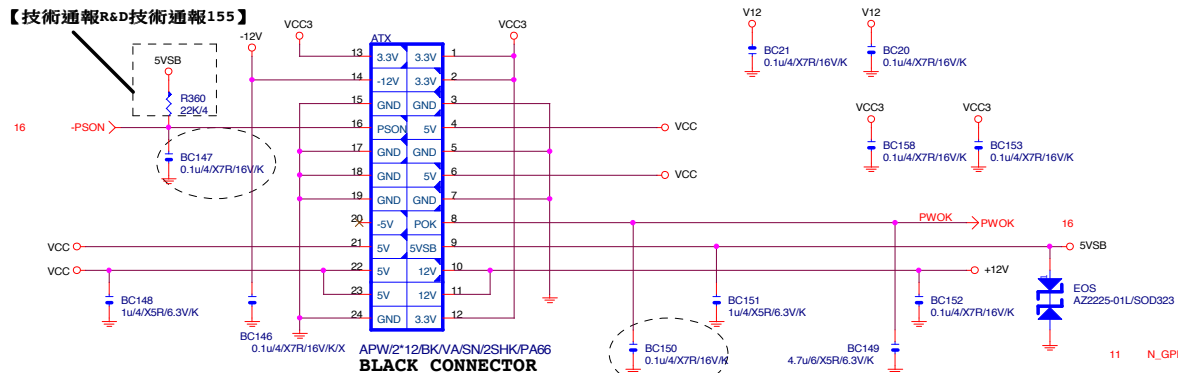 【技術通報R&D技術通報155】
5VSB
R360
22K/4
16 -PSON
BC147
0.1u/4/X7R/16V/K
-12V
VCC3
VCC3
ATX
13 3.3V 3.3V 1
14 -12V 3.3V 2
15 GND GND 3
16 PSON 5V 4
17 GND GND 5
18 GND 5V 6
19 GND GND 7
20 -5V POK 8
21 5V 5VSB 9
22 5V 12V 10
23 5V 12V 11
24 GND 3.3V 12
APW/2*12/BK/VA/SN/2SHK/PA66
BLACK CONNECTOR
VCC
VCC
BC148
1u/4/X5R/6.3V/K
BC146
0.1u/4/X7R/16V/K/X
VCC
VCC
V12
BC21
0.1u/4/X7R/16V/K
V12
BC20
0.1u/4/X7R/16V/K
VCC3
BC158
0.1u/4/X7R/16V/K
VCC3
BC153
0.1u/4/X7R/16V/K
PWOK PWOK 16
5VSB
+12V
BC151
1u/4/X5R/6.3V/K
BC152
0.1u/4/X7R/16V/K
1
EOS
AZ2225-01L/SOD323
BC150
0.1u/4/X7R/16V/K
BC149
4.7u/6/X5R/6.3V/K
11 N_GP